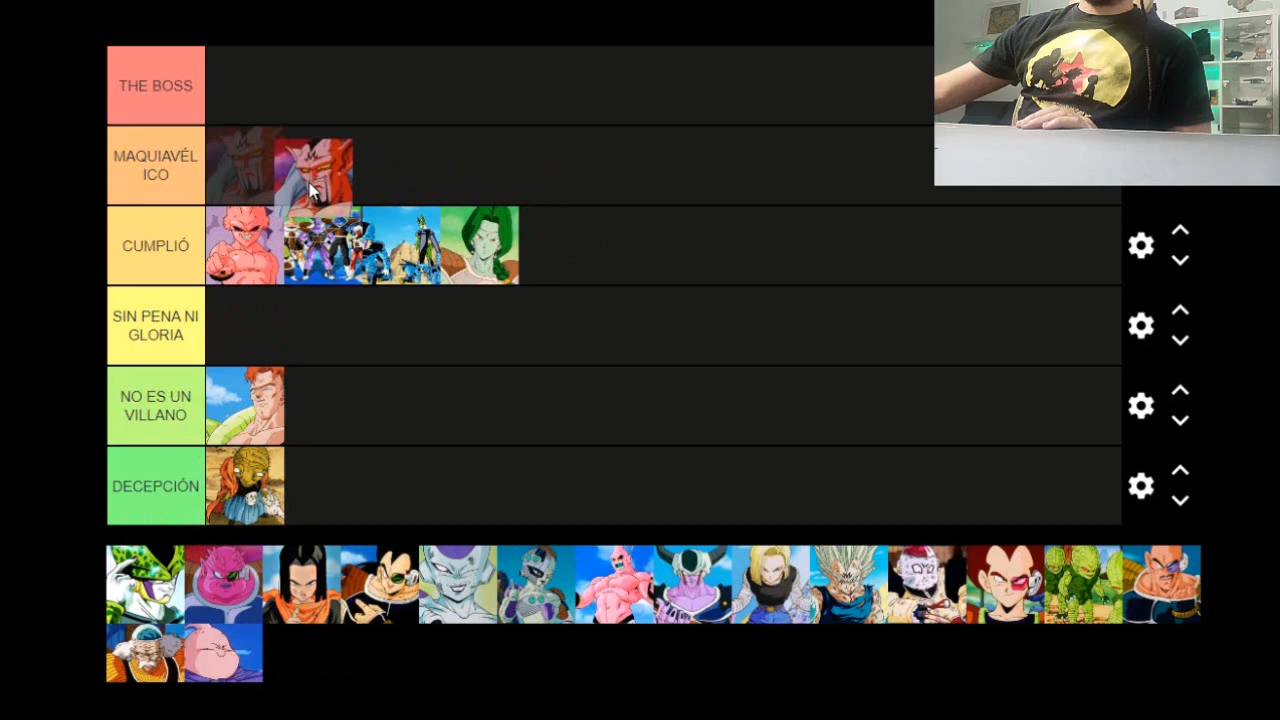 THE BOSS
MAQUIAVÉL
ICO
CUMPLIÓ
SIN PENA NI
GLORIA
NO ES UN
VILLANO
DECEPCIÓN